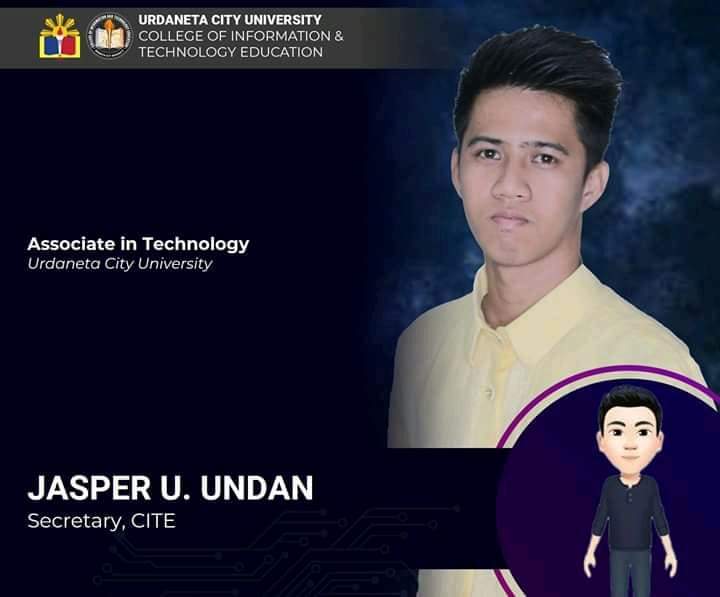 URDANETA CITY UNIVERSITY
COLLEGE OF INFORMATION &
TECHNOLOGY EDUCATION
Associate in Technology
Urdaneta City University
JASPER U. UNDAN
Secretary, CITE